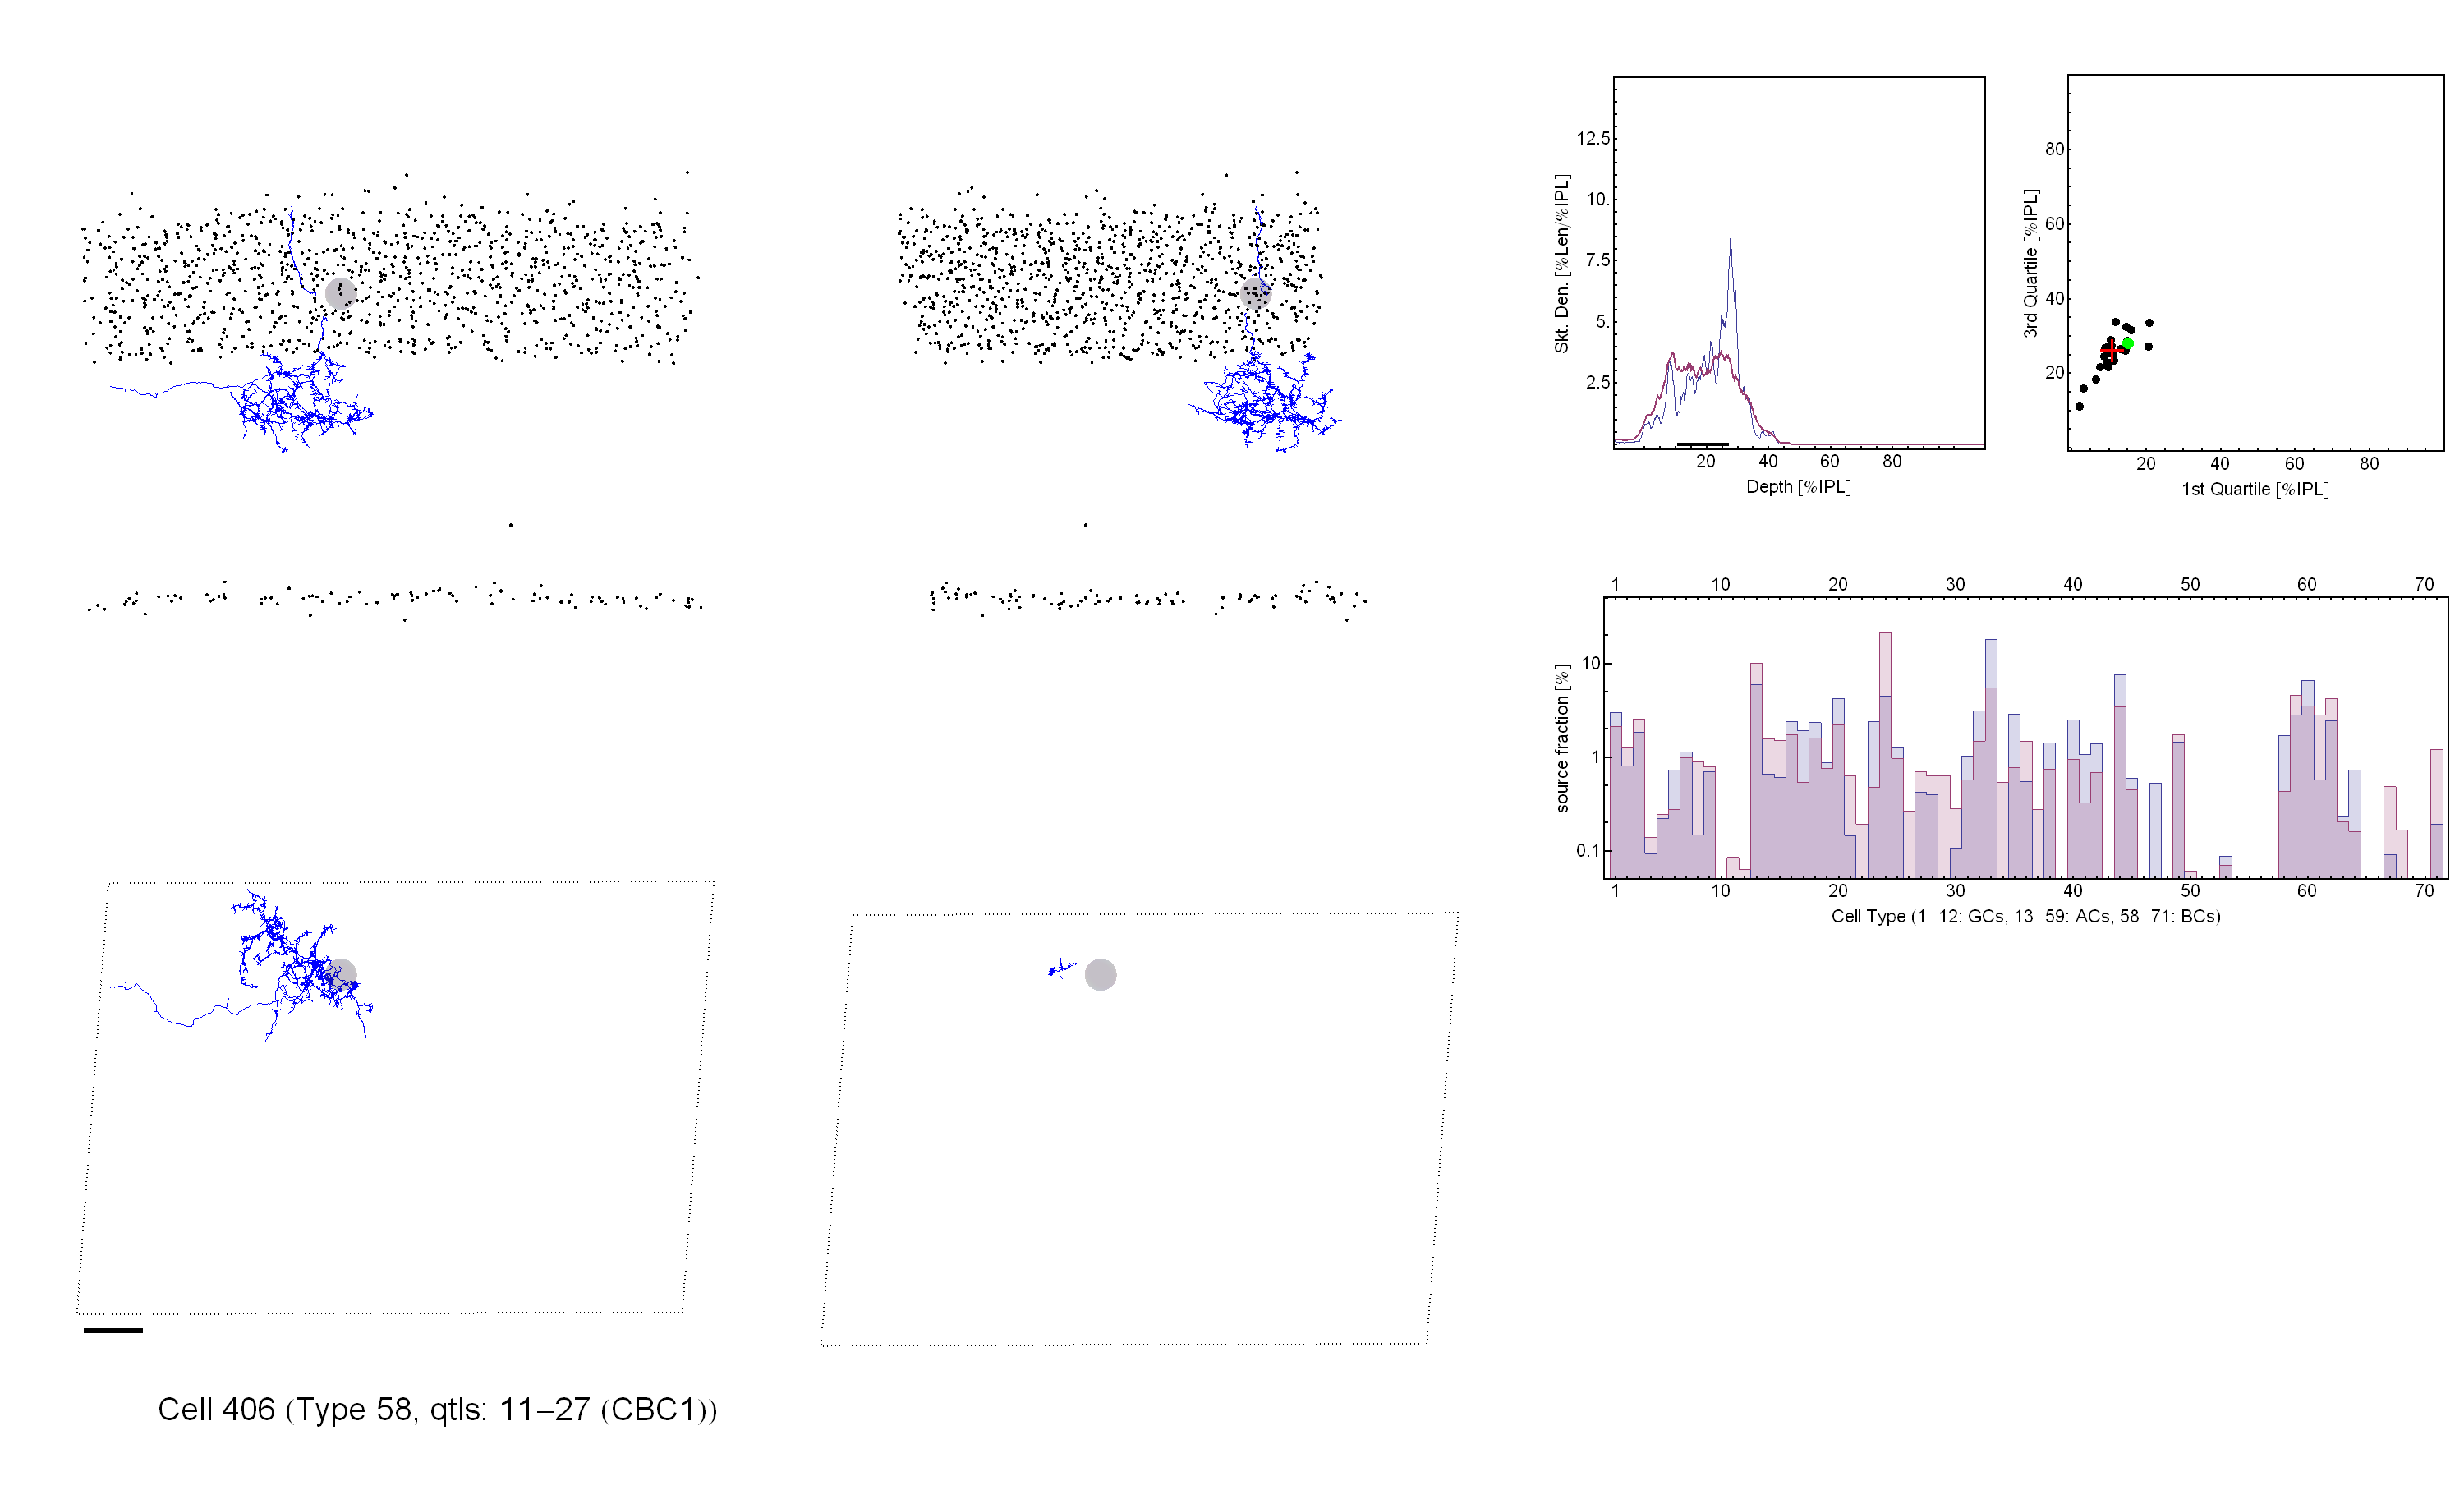 12.5
10.
7.5
5.
2.5
Skt. Den. [%Len/%IPL]
20 40 60 80
Depth [%IPL]
80
60
40
20
3rd Quartile [%IPL]
20 40 60 80
1st Quartile [%IPL]
1 10 20 30 40 50 60 70
10
1
0.1
source fraction [%]
1 10 20 30 40 50 60 70
Cell Type (1–12: GCs, 13–59: ACs, 58–71: BCs)
Cell 406 (Type 58, qtls: 11–27 (CBC1))